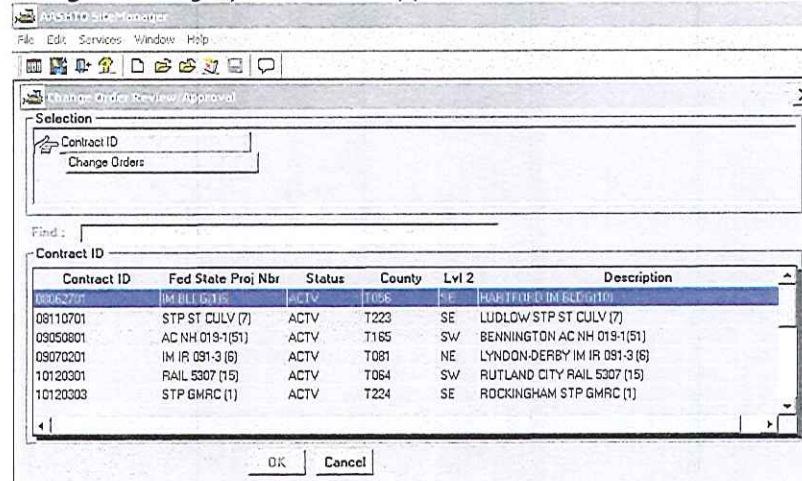 AASHTO SiteManager
File Edit Services Window Help
Change Order Review/Approval
Selection
Contract ID
Change Orders
Find :
Contract ID
Contract ID Fed State Proj Nbr Status County Lvl 2 Description
08062701 ACTV T056 SE HARTFORD IM BLDG(10)
08110701 STP ST CULV (7) ACTV T223 SE LUDLOW STP ST CULV (7)
09050801 AC NH 019-1(51) ACTV T165 SW BENNINGTON AC NH 019-1(51)
09070201 IM IR 091-3 (6) ACTV T081 NE LYNDON-DERBY IM IR 091-3 (6)
10120301 RAIL 5307 (15) ACTV T064 SW RUTLAND CITY RAIL 5307 (15)
10120303 STP GMRC (1) ACTV T224 SE ROCKINGHAM STP GMRC (1)
OK Cancel